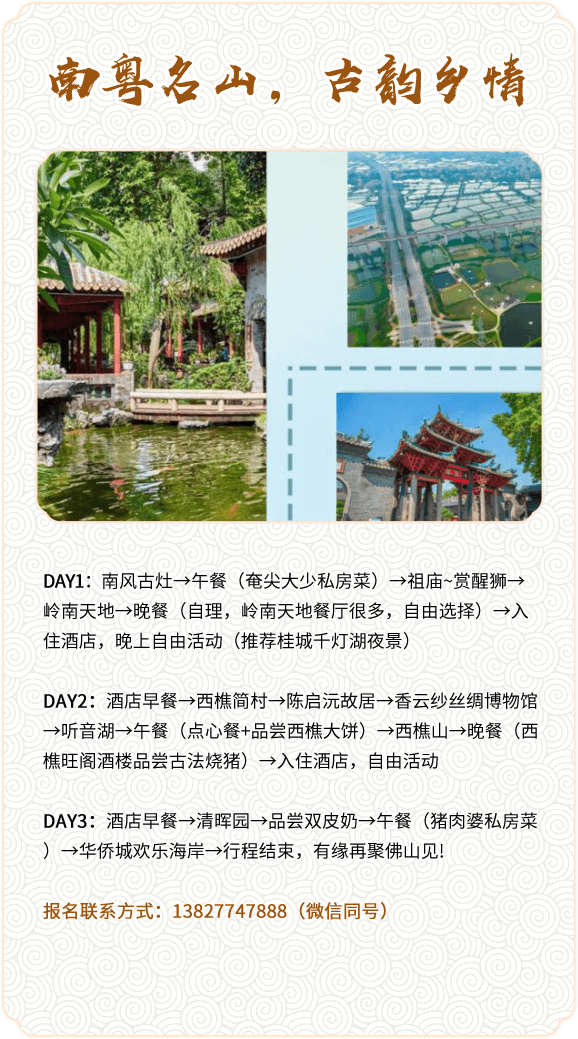 南粤名山，古韵乡情
DAY1：南风古灶→午餐（奄尖大少私房菜）→祖庙~赏醒狮→
岭南天地→晚餐（自理，岭南天地餐厅很多，自由选择）→入
住酒店，晚上自由活动（推荐桂城千灯湖夜景）
DAY2：酒店早餐→西樵简村→陈启沅故居→香云纱丝绸博物馆
→听音湖→午餐（点心餐+品尝西樵大饼）→西樵山→晚餐（西
樵旺阁酒楼品尝古法烧猪）→入住酒店，自由活动
DAY3：酒店早餐→清晖园→品尝双皮奶→午餐（猪肉婆私房菜
）→华侨城欢乐海岸→行程结束，有缘再聚佛山见!
报名联系方式：13827747888（微信同号）